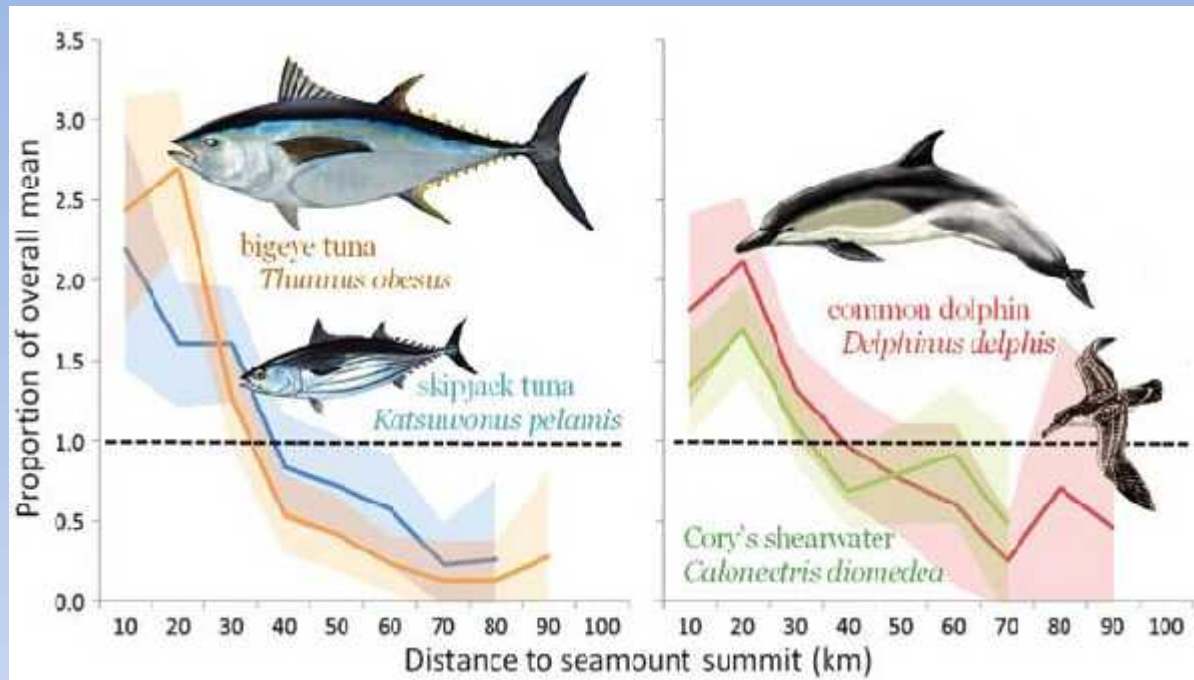 Proportion of overall mean
3.5
3.0
2.5
2.0
1.5
1.0
0.5
0.0
bigeye tuna
Thunnus obesus
skipjack tuna
Katsuwonus pelamis
10 20 30 40 50 60 70 80 90 100
common dolphin
Delphinus delphis
Cory's shearwater
Calonectris diomedea
10 20 30 40 50 60 70 80 90 100
Distance to seamount summit (km)